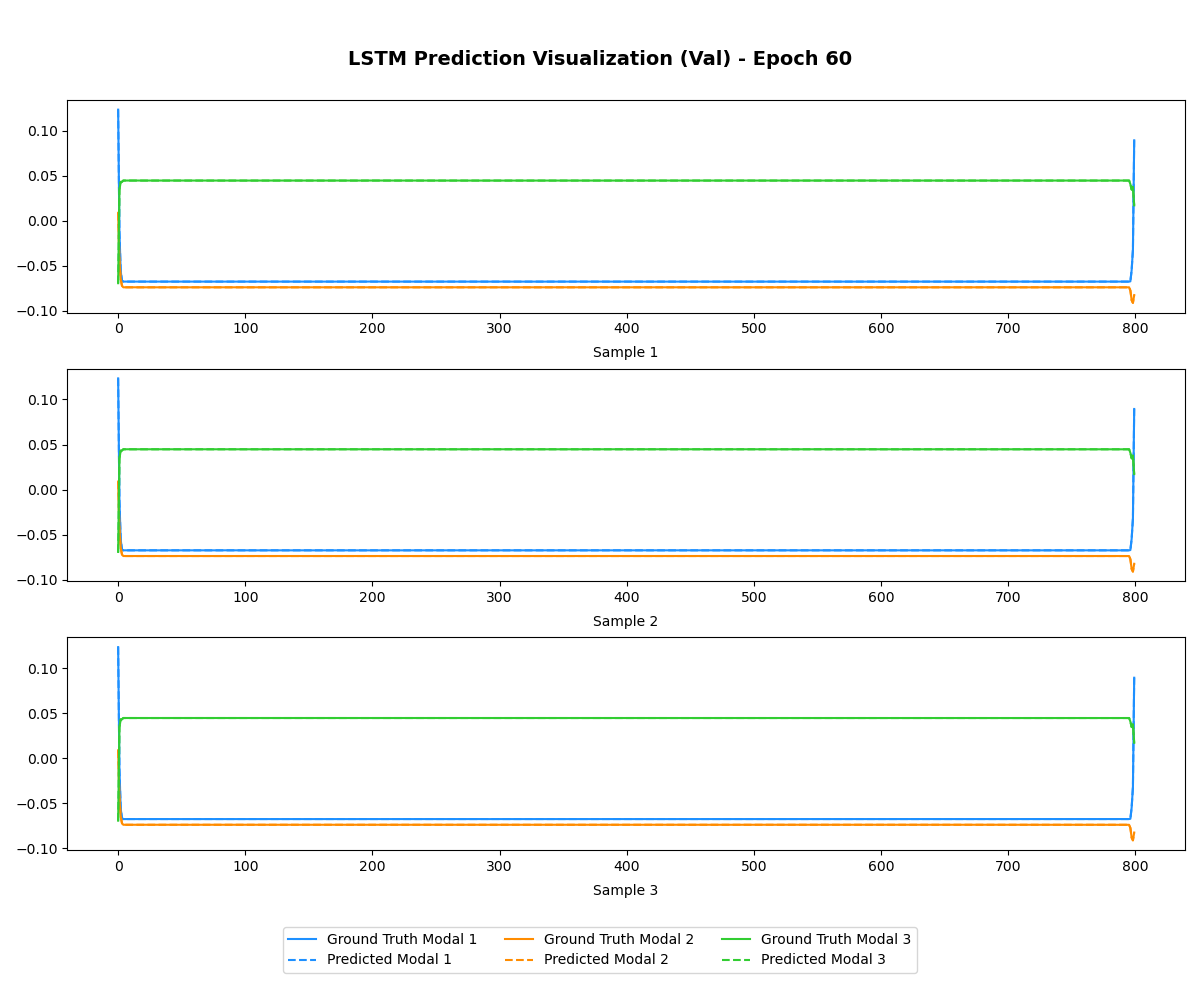 LSTM Prediction Visualization (Val) - Epoch 60
0.10
0.05
0.00
−0.05
−0.10
0 100 200 300 400 500 600 700 800
Sample 1
0.10
0.05
0.00
−0.05
−0.10
0 100 200 300 400 500 600 700 800
Sample 2
0.10
0.05
0.00
−0.05
−0.10
0 100 200 300 400 500 600 700 800
Sample 3
Ground Truth Modal 1 Ground Truth Modal 2 Ground Truth Modal 3
Predicted Modal 1 Predicted Modal 2 Predicted Modal 3